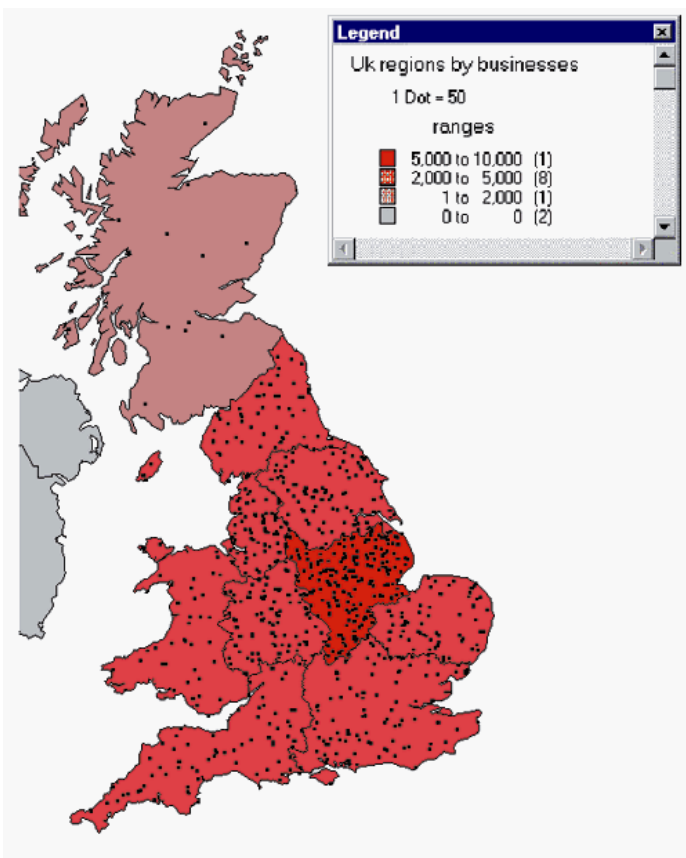 Legend
Uk regions by businesses
1 Dot = 50
ranges
5,000 to 10,000 (1)
2,000 to 5,000 (8)
1 to 2,000 (1)
0 to 0 (2)